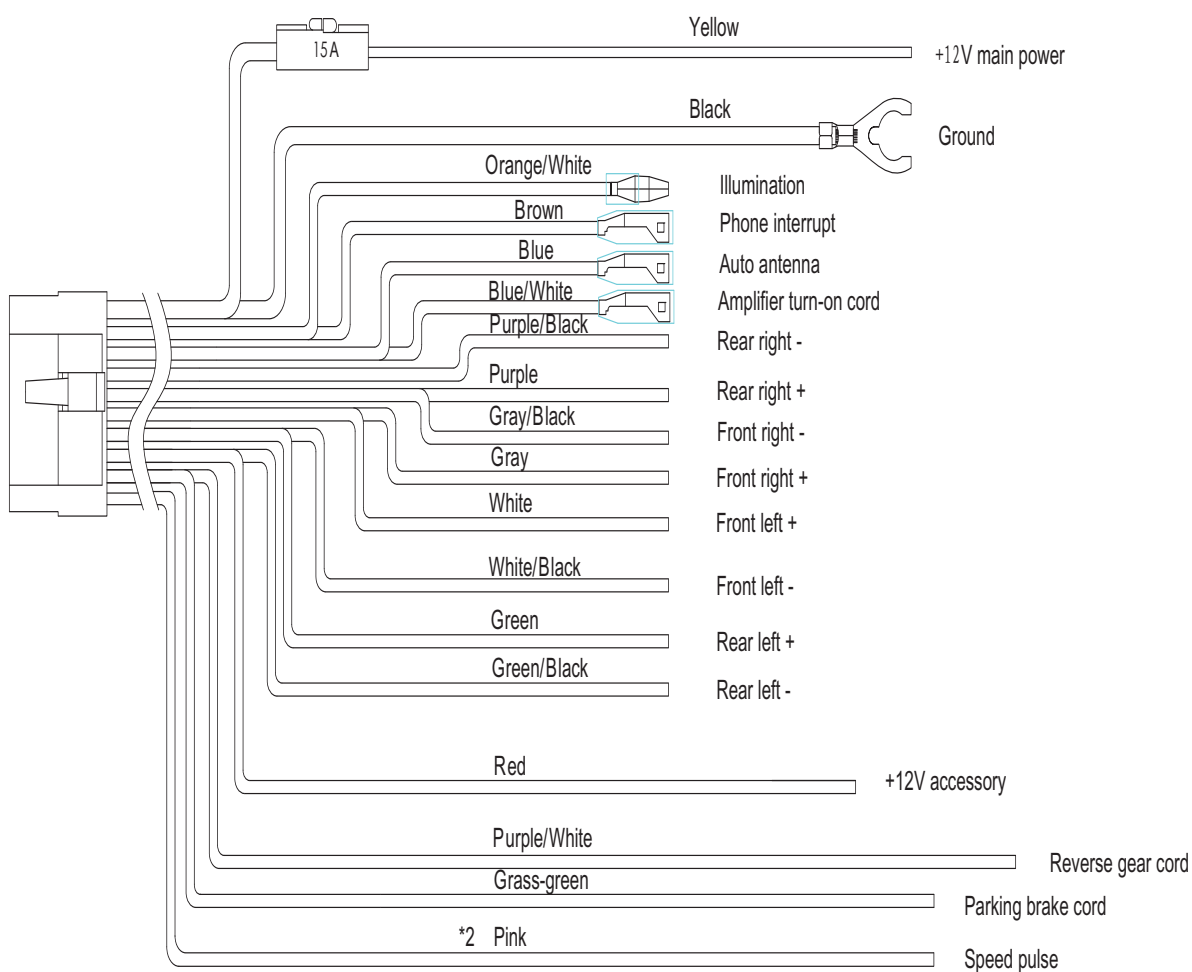 Yellow
15A
+12V main power
Black
Ground
Orange/White
Illumination
Brown
Phone interrupt
Blue
Auto antenna
Blue/White
Amplifier turn-on cord
Purple/Black
Rear right -
Purple
Rear right +
Gray/Black
Front right -
Gray
Front right +
White
Front left +
White/Black
Front left -
Green
Rear left +
Green/Black
Rear left -
Red
+12V accessory
Purple/White
Reverse gear cord
Grass-green
Parking brake cord
*2 Pink
Speed pulse